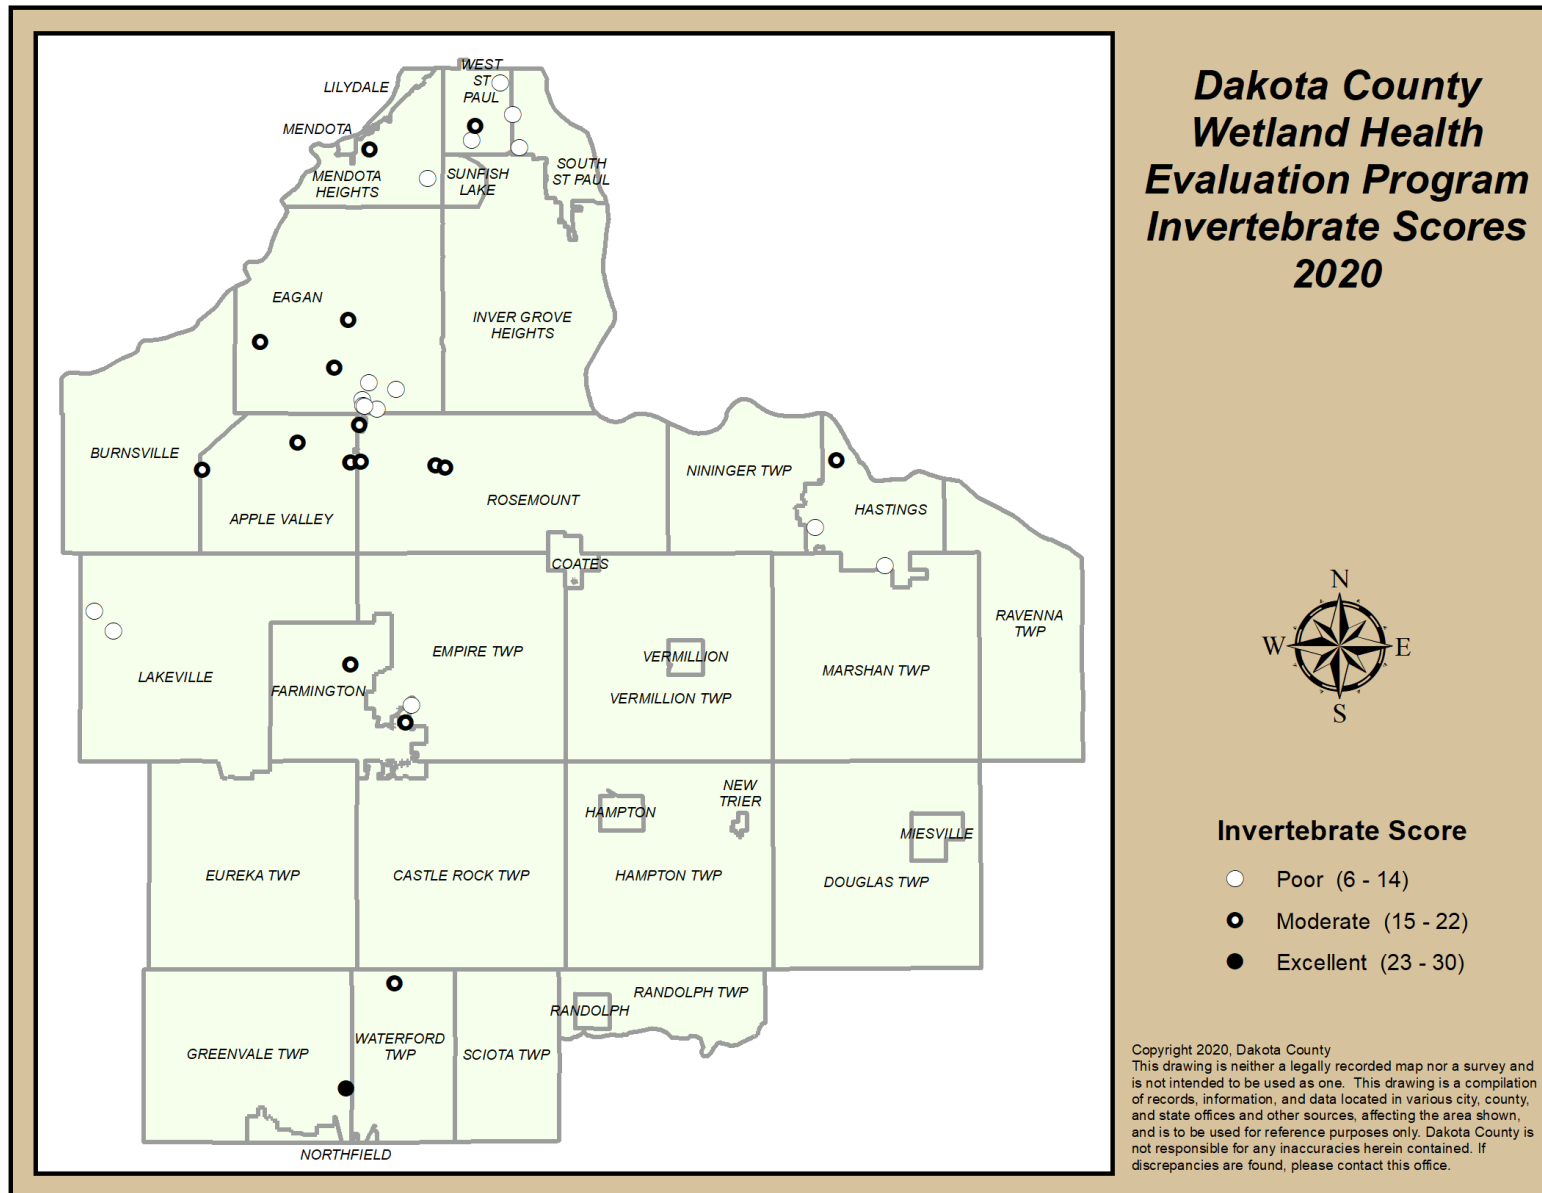 Dakota County
Wetland Health
Evaluation Program
Invertebrate Scores
2020
WEST
ST
PAUL
LILYDALE
MENDOTA
MENDOTA
HEIGHTS
SUNFISH
LAKE
SOUTH
ST PAUL
EAGAN
INVER GROVE
HEIGHTS
BURNSVILLE
APPLE VALLEY
ROSEMOUNT
NININGER TWP
HASTINGS
COATES
RAVENNA
TWP
LAKEVILLE
FARMINGTON
EMPIRE TWP
VERMILLION
VERMILLION TWP
MARSHAN TWP
HAMPTON
NEW
TRIER
MIESVILLE
EUREKA TWP
CASTLE ROCK TWP
HAMPTON TWP
DOUGLAS TWP
RANDOLPH TWP
RANDOLPH
GREENVALE TWP
WATERFORD
TWP
SCIOTA TWP
NORTHFIELD
N
W
E
S
Invertebrate Score
Poor (6 - 14)
Moderate (15 - 22)
Excellent (23 - 30)
Copyright 2020, Dakota County
This drawing is neither a legally recorded map nor a survey and
is not intended to be used as one. This drawing is a compilation
of records, information, and data located in various city, county,
and state offices and other sources, affecting the area shown,
and is to be used for reference purposes only. Dakota County is
not responsible for any inaccuracies herein contained. If
discrepancies are found, please contact this office.